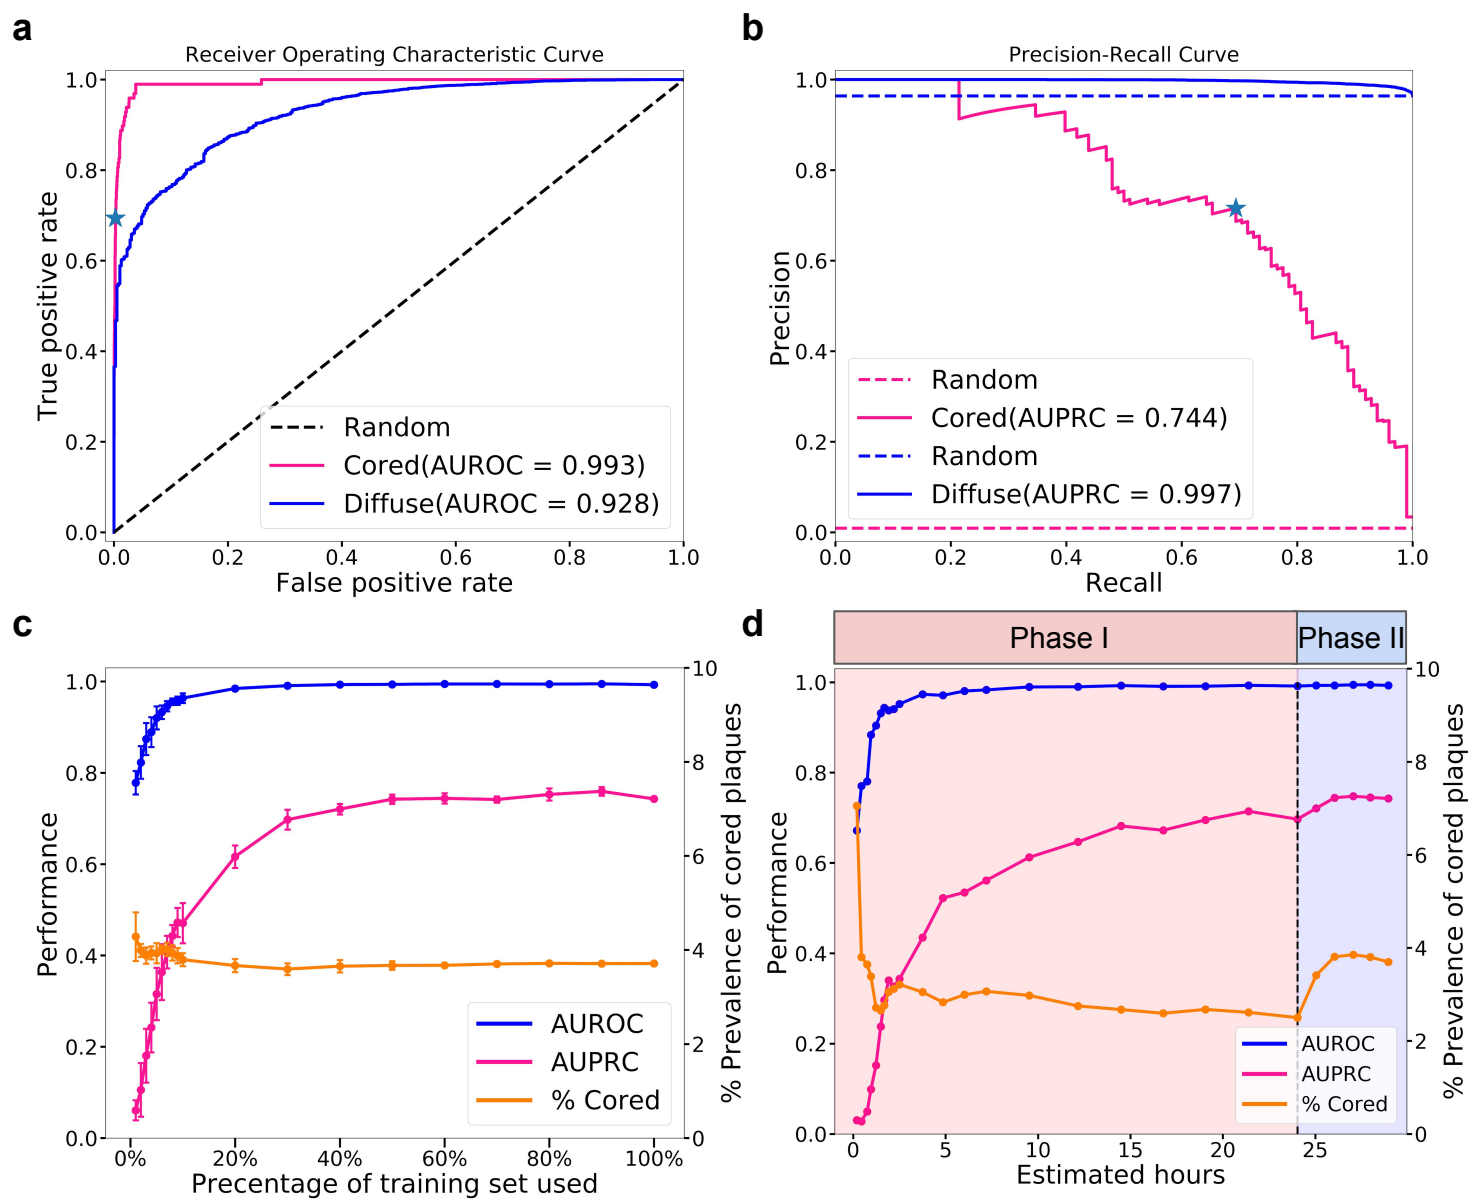 a
Receiver Operating Characteristic Curve
True positive rate
1.0
0.8
0.6
0.4
0.2
0.0
Random
Cored(AUROC = 0.993)
Diffuse(AUROC = 0.928)
0.0 0.2 0.4 0.6 0.8 1.0
False positive rate
b
Precision-Recall Curve
Precision
1.0
0.8
0.6
0.4
0.2
0.0
Random
Cored(AUPRC = 0.744)
Random
Diffuse(AUPRC = 0.997)
0.0 0.2 0.4 0.6 0.8 1.0
Recall
c
Performance
1.0
0.8
0.6
0.4
0.2
0.0
10
8
6
4
2
0
% Prevalence of cored plaques
AUROC
AUPRC
% Cored
0% 20% 40% 60% 80% 100%
Precentage of training set used
d
Phase I
Phase II
Performance
1.0
0.8
0.6
0.4
0.2
0.0
10
8
6
4
2
0
% Prevalence of cored plaques
AUROC
AUPRC
% Cored
0 5 10 15 20 25
Estimated hours